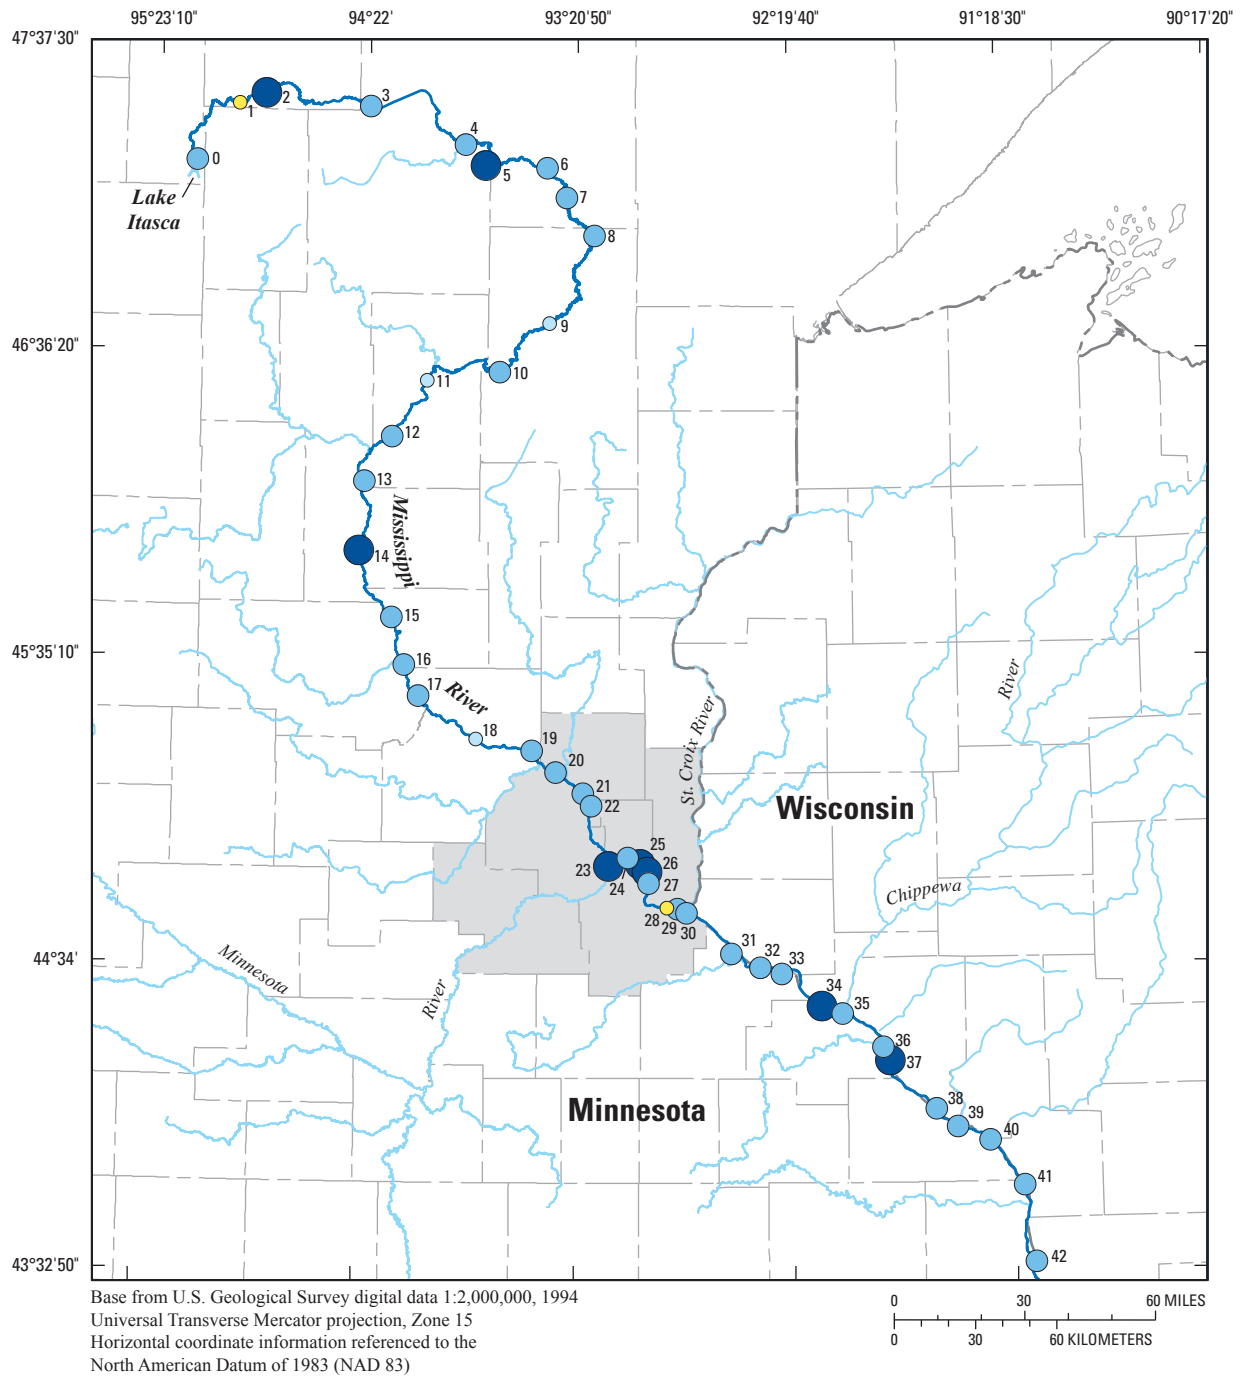 95°23'10" 94°22' 93°20'50" 92°19'40" 91°18'30" 90°17'20"
47°37'30"
46°36'20"
45°35'10"
44°34'
43°32'50"
0
1
2
3
4
5
6
7
8
9
10
11
12
13
14
15
16
17
18
19
20
21
22
23
24
25
26
27
28
29
30
31
32
33
34
35
36
37
38
39
40
41
42
Lake
Itasca
Mississippi
River
St. Croix River
River
Chippewa
Wisconsin
Minnesota
River
Minnesota
Base from U.S. Geological Survey digital data 1:2,000,000, 1994
Universal Transverse Mercator projection, Zone 15
Horizontal coordinate information referenced to the
North American Datum of 1983 (NAD 83)
0 30 60 MILES
0 30 60 KILOMETERS